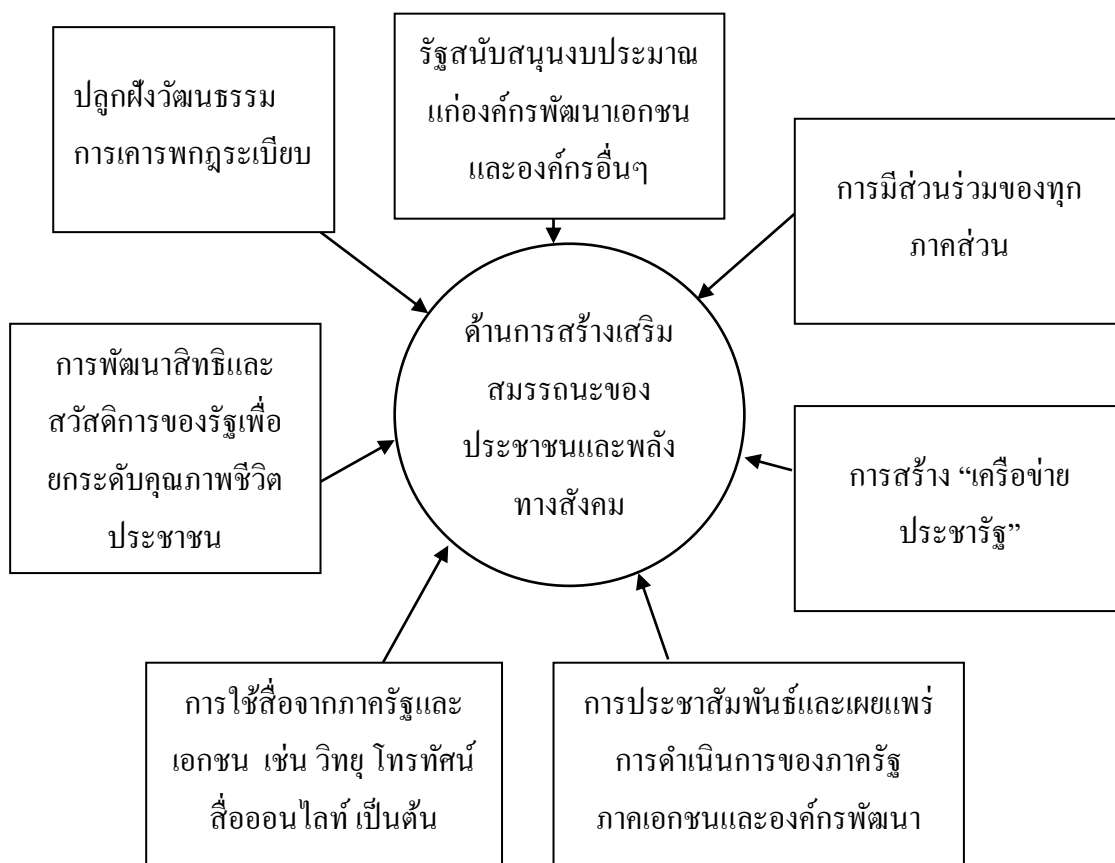 ปลูกฝังวัฒนธรรม
การเคารพกฎระเบียบ
รัฐสนับสนุนงบประมาณ
แก่องค์กรพัฒนาเอกชน
และองค์กรอื่นๆ
การมีส่วนร่วมของทุก
ภาคส่วน
ด้านการสร้างเสริม
สมรรถนะของ
ประชาชนและพลัง
ทางสังคม
การพัฒนาสิทธิและ
สวัสดิการของรัฐเพื่อ
ยกระดับคุณภาพชีวิต
ประชาชน
การสร้าง “เครือข่าย
ประชารัฐ”
การใช้สื่อจากภาครัฐและ
เอกชน เช่น วิทยุ โทรทัศน์
สื่อออนไลท์ เป็นต้น
การประชาสัมพันธ์และเผยแพร่
การดำเนินการของภาครัฐ
ภาคเอกชนและองค์กรพัฒนา